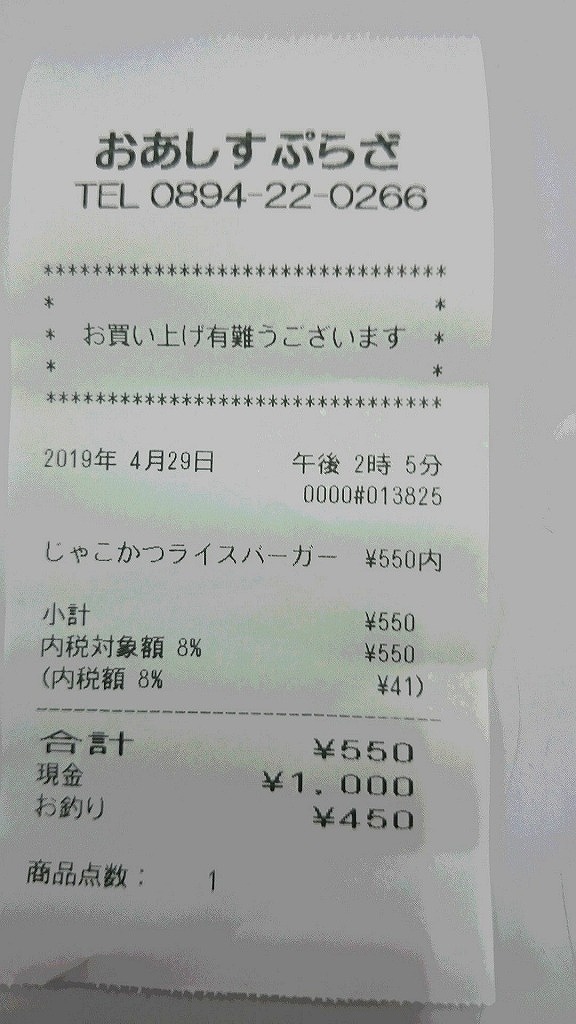 おあしすぷらざ
TEL 0894-22-0266
*********************************
* *
* お買い上げ有難うございます *
* *
*********************************
2019年 4月29日 午後 2時 5分
0000#013825
じゃこかつライスバーガー ¥550内
小計 ¥550
内税対象額 8% ¥550
(内税額 8% ¥41)
--------------------------------
合計 ¥550
現金 ¥1,000
お釣り ¥450
商品点数: 1